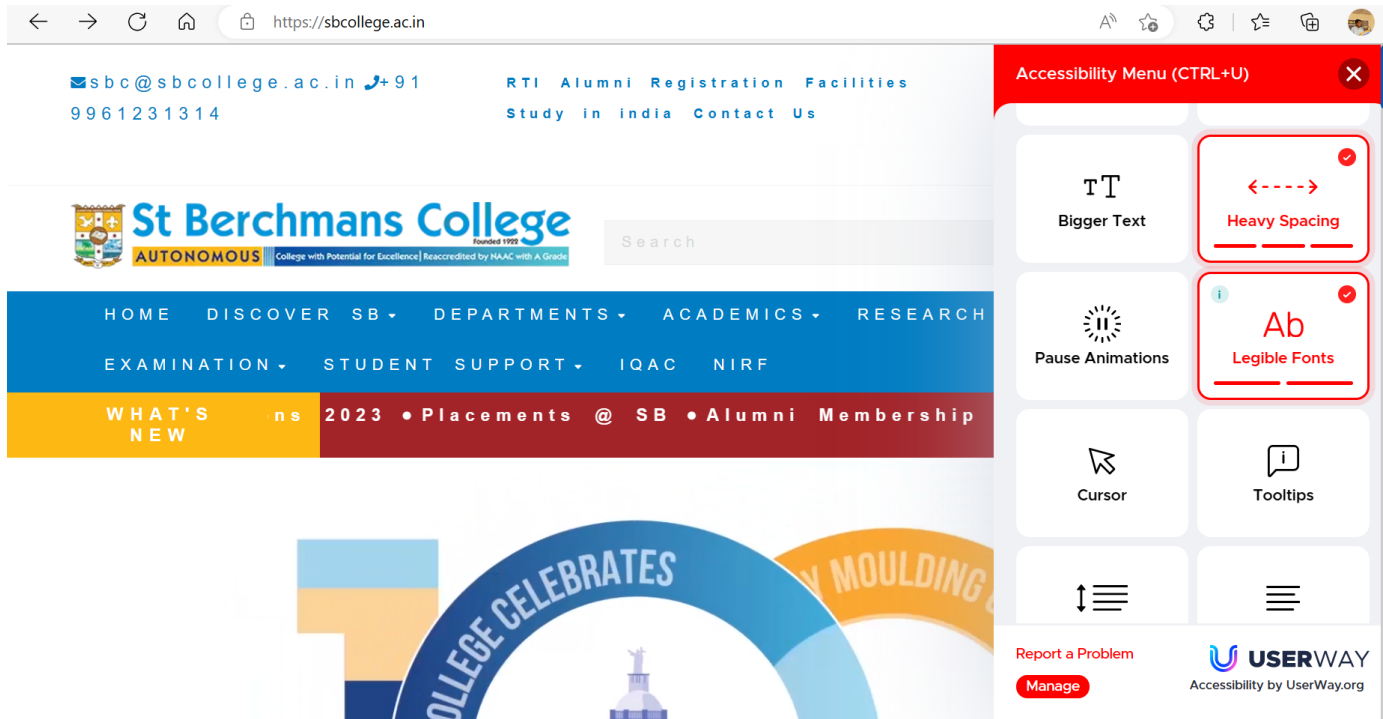 https://sbcollege.ac.in
sbc@sbcollege.ac.in +91
9961231314
RTI Alumni Registration Facilities
Study in india Contact Us
St Berchmans College
Founded 1922
AUTONOMOUS College with Potential for Excellence| Reaccredited by NAAC with A Grade
Search
HOME DISCOVER SB DEPARTMENTS ACADEMICS RESEARCH
EXAMINATION STUDENT SUPPORT IQAC NIRF
WHAT'S
NEW
ns 2023 ●Placements @ SB ●Alumni Membership
COLLEGE CELEBRATES
MOULDING
Accessibility Menu (CTRL+U)
Bigger Text
Heavy Spacing
Pause Animations
Ab
Legible Fonts
Cursor
Tooltips
Report a Problem
Manage
USERWAY
Accessibility by UserWay.org